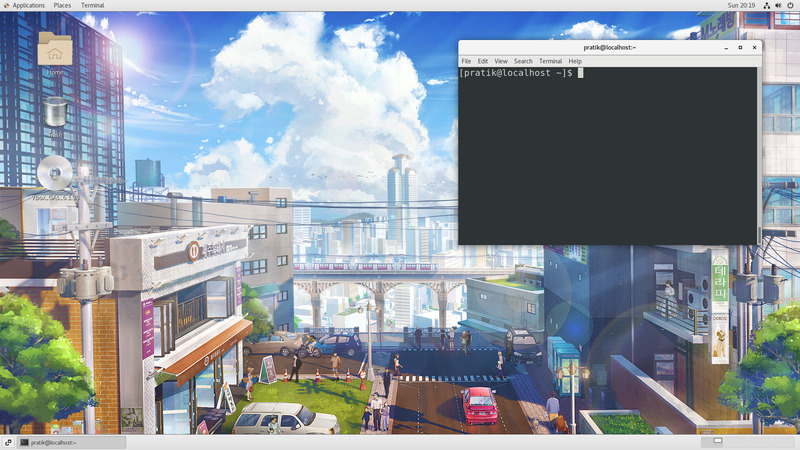 Applications Places Terminal
Sun 20:19
Home
Trash
pratik@localhost:~
File Edit View Search Terminal Help
[pratik@localhost ~]$
테라피
pratik@localhost:~